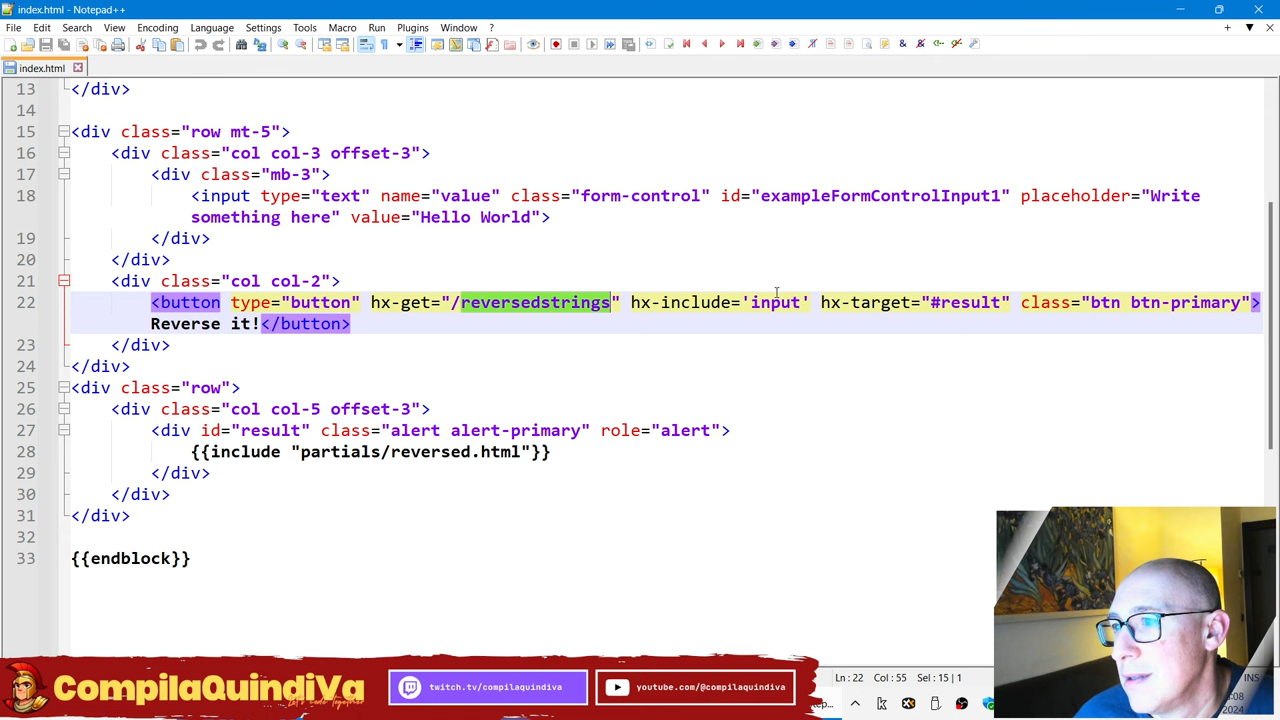 index.html - Notepad++
File Edit Search View Encoding Language Settings Tools Macro Run Plugins Window ?
index.html
13 </div>
14
15 <div class="row mt-5">
16 <div class="col col-3 offset-3">
17 <div class="mb-3">
18 <input type="text" name="value" class="form-control" id="exampleFormControlInput1" placeholder="Write
something here" value="Hello World">
19 </div>
20 </div>
21 <div class="col col-2">
22 <button type="button" hx-get="/reversedstrings" hx-include='input' hx-target="#result" class="btn btn-primary">
Reverse it!</button>
23 </div>
24 </div>
25 <div class="row">
26 <div class="col col-5 offset-3">
27 <div id="result" class="alert alert-primary" role="alert">
28 {{include "partials/reversed.html"}}
29 </div>
30 </div>
31 </div>
32
33 {{endblock}}
Ln: 22 Col: 55 Sel: 15 | 1 INS
CompilaQuindiVa
Let's code together
twitch.tv/compilaquindiva
youtube.com/@compilaquindiva
:08
2024